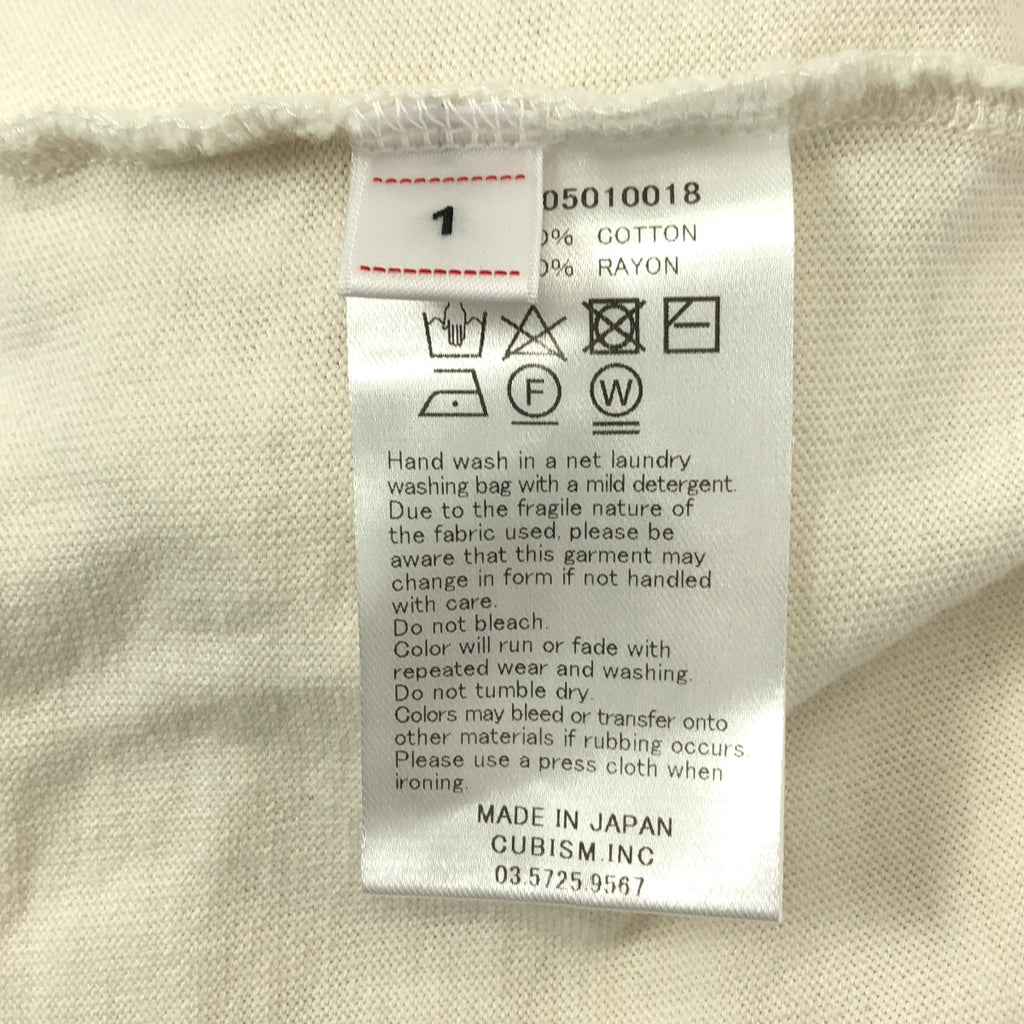 1
05010018
0% COTTON
0% RAYON
F W
Hand wash in a net laundry
washing bag with a mild detergent.
Due to the fragile nature of
the fabric used, please be
aware that this garment may
change in form if not handled
with care.
Do not bleach.
Color will run or fade with
repeated wear and washing.
Do not tumble dry.
Colors may bleed or transfer onto
other materials if rubbing occurs.
Please use a press cloth when
ironing.
MADE IN JAPAN
CUBISM.INC
03.5725.9567